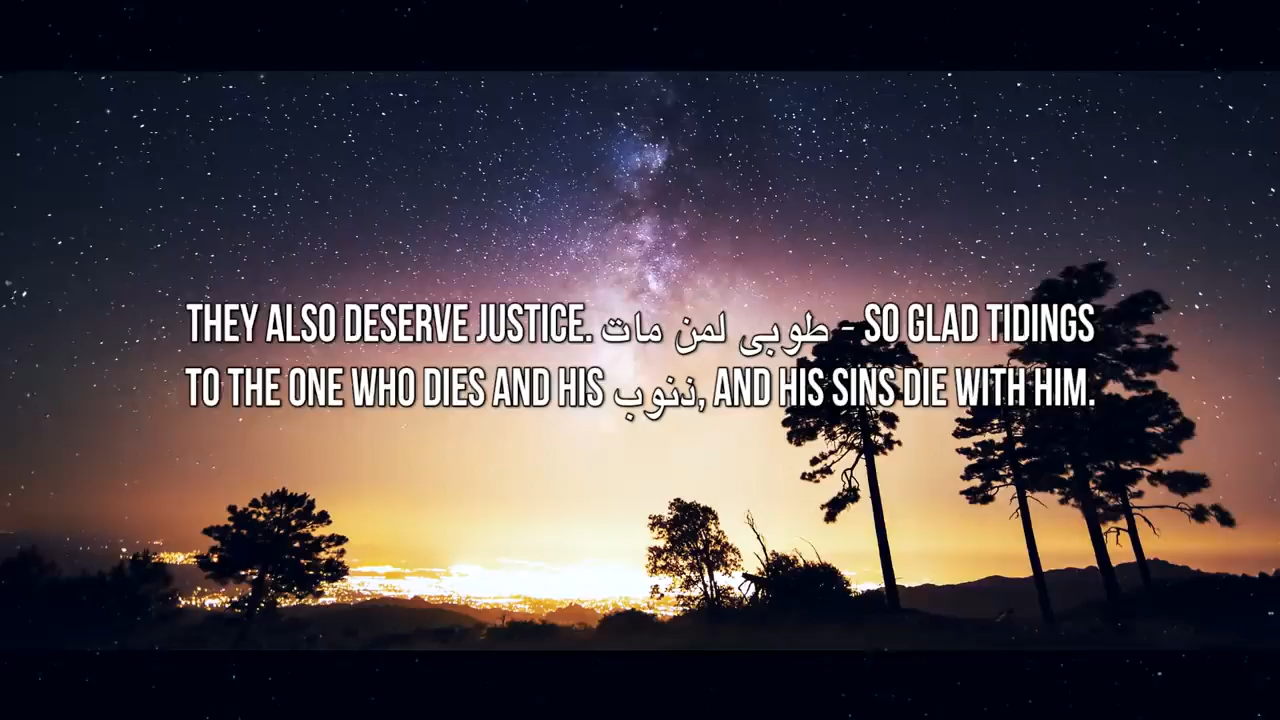 THEY ALSO DESERVE JUSTICE. طوبى لمن مات - SO GLAD TIDINGS
TO THE ONE WHO DIES AND HIS ذنوب, AND HIS SINS DIE WITH HIM.